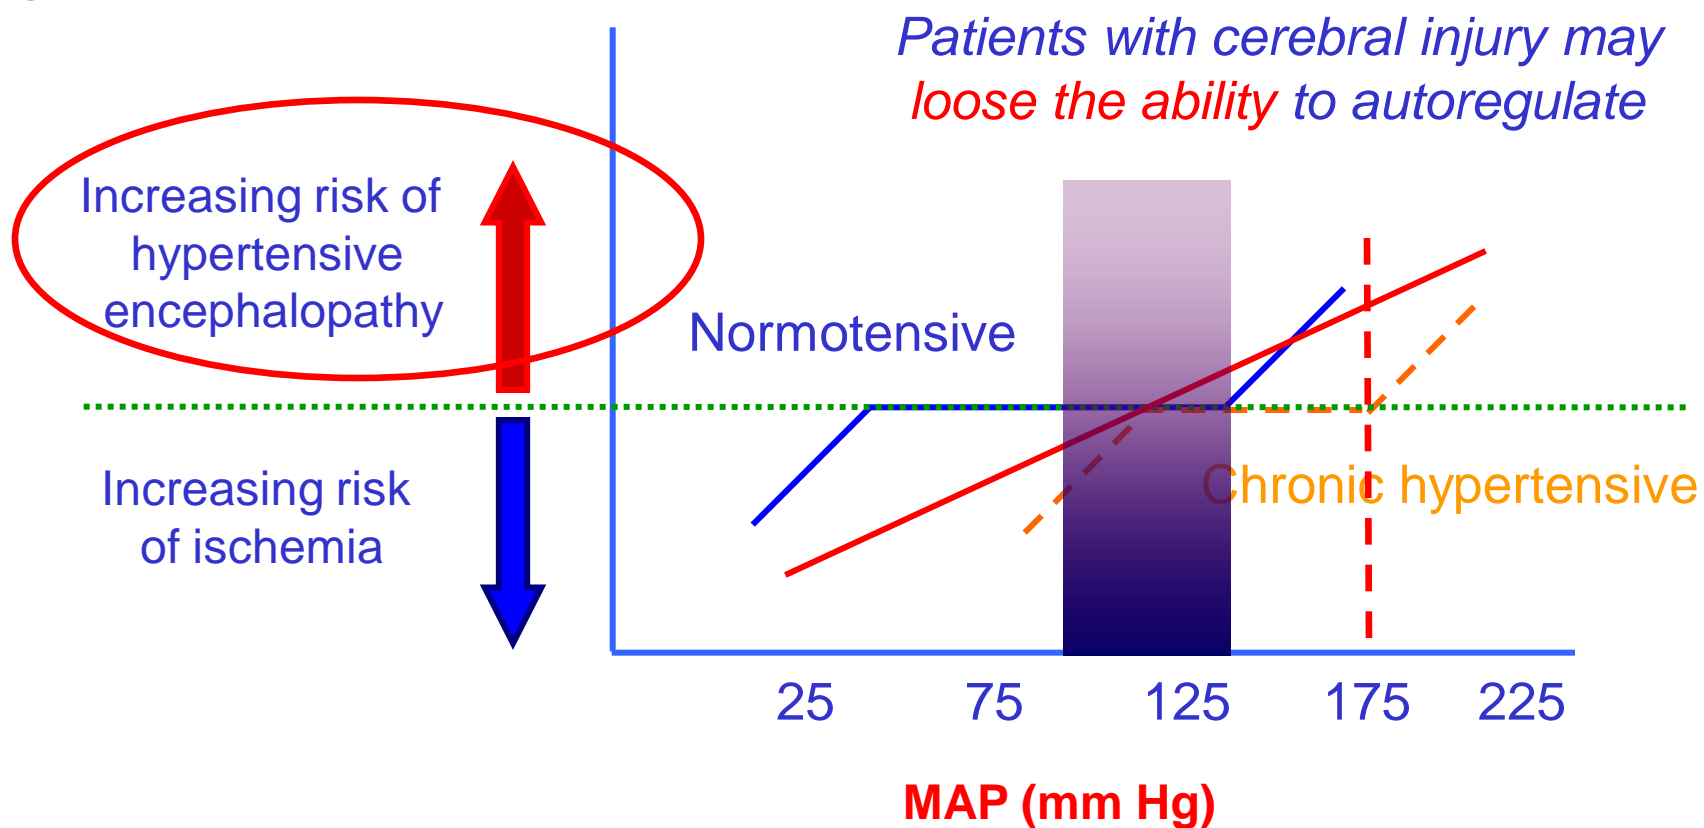 Patients with cerebral injury may
loose the ability to autoregulate
Increasing risk of
hypertensive
encephalopathy
Normotensive
Increasing risk
of ischemia
Chronic hypertensive
25 75 125 175 225
MAP (mm Hg)